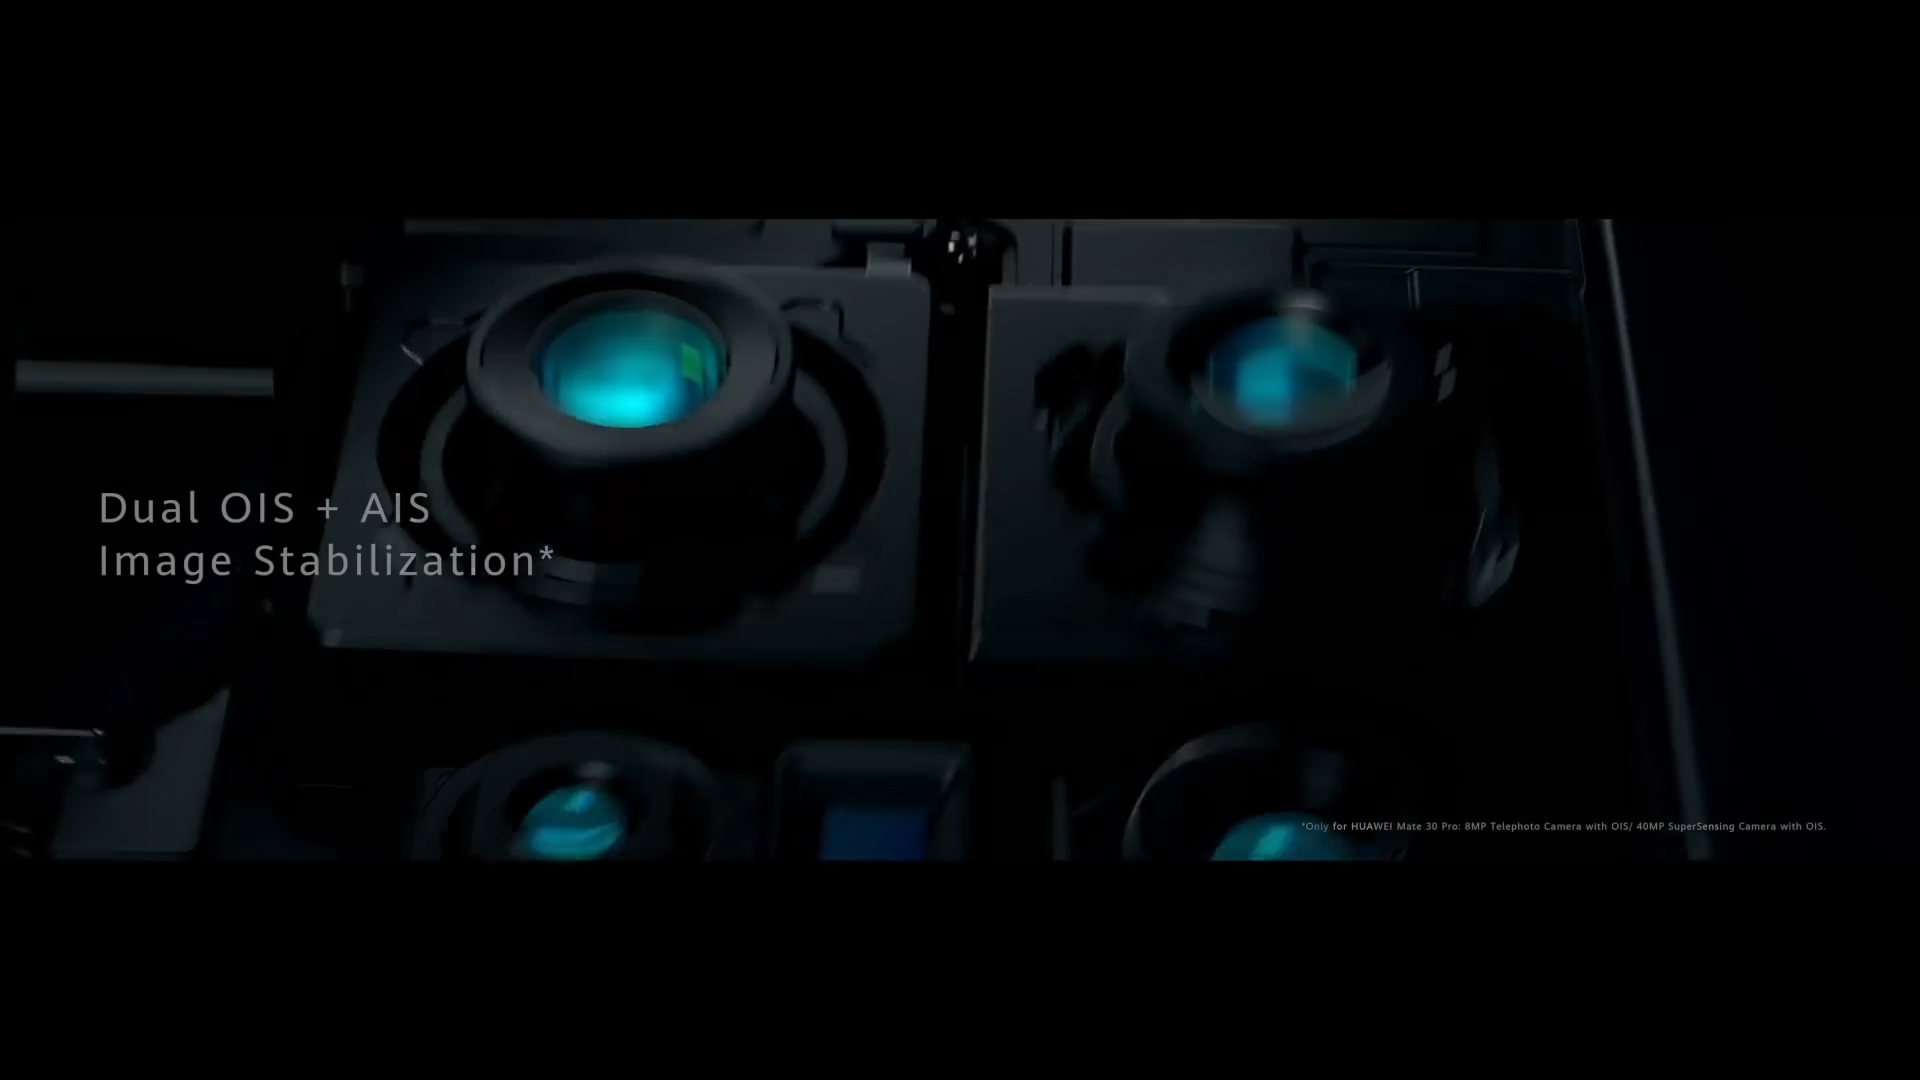 Dual OIS + AIS
Image Stabilization*
*Only for HUAWEI Mate 30 Pro: 8MP Telephoto Camera with OIS/ 40MP SuperSensing Camera with OIS.